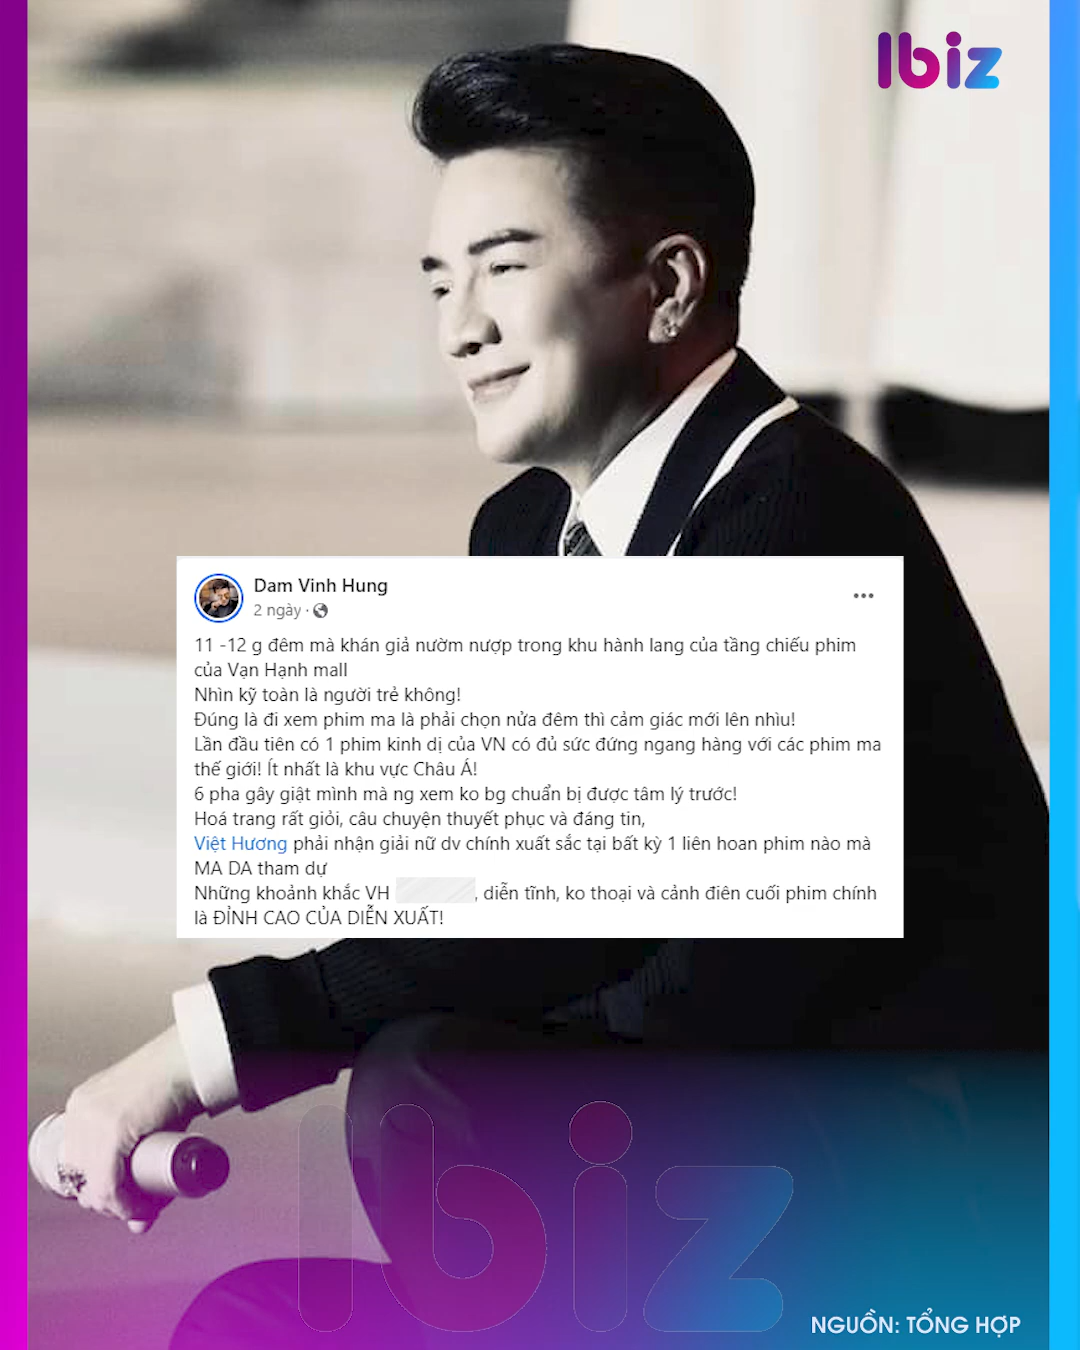 Ibiz
Dam Vinh Hung
2 ngày ·
11 -12 g đêm mà khán giả nườm nượp trong khu hành lang của tầng chiếu phim
của Vạn Hạnh mall
Nhìn kỹ toàn là người trẻ không!
Đúng là đi xem phim ma là phải chọn nửa đêm thì cảm giác mới lên nhìu!
Lần đầu tiên có 1 phim kinh dị của VN có đủ sức đứng ngang hàng với các phim ma
thế giới! Ít nhất là khu vực Châu Á!
6 pha gây giật mình mà ng xem ko bg chuẩn bị được tâm lý trước!
Hoá trang rất giỏi, câu chuyện thuyết phục và đáng tin,
Việt Hương phải nhận giải nữ dv chính xuất sắc tại bất kỳ 1 liên hoan phim nào mà
MA DA tham dự
Những khoảnh khắc VH , diễn tĩnh, ko thoại và cảnh điên cuối phim chính
là ĐỈNH CAO CỦA DIỄN XUẤT!
Ibiz
NGUỒN: TỔNG HỢP